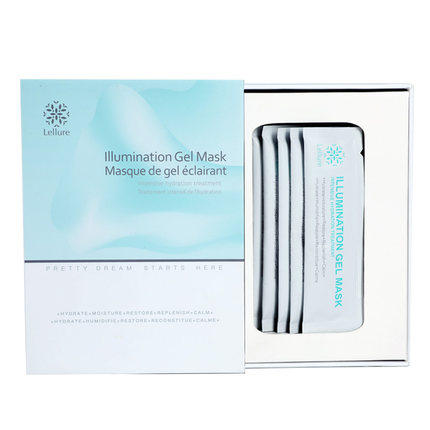 Lellure
Illumination Gel Mask
Masque de gel éclairant
Intensive hydration treatment
Traitement intensif de l'hydration
PRETTY DREAM STARTS HERE
+HYDRATE+MOISTURE+RESTORE+REPLENISH+CALM+
+HYDRATE+HUMIDIFIE+RESTORE+RECONSTITUE+CALME+
Lellure
ILLUMINATION GEL MASK
INTENSIVE HYDRATION TREATMENT